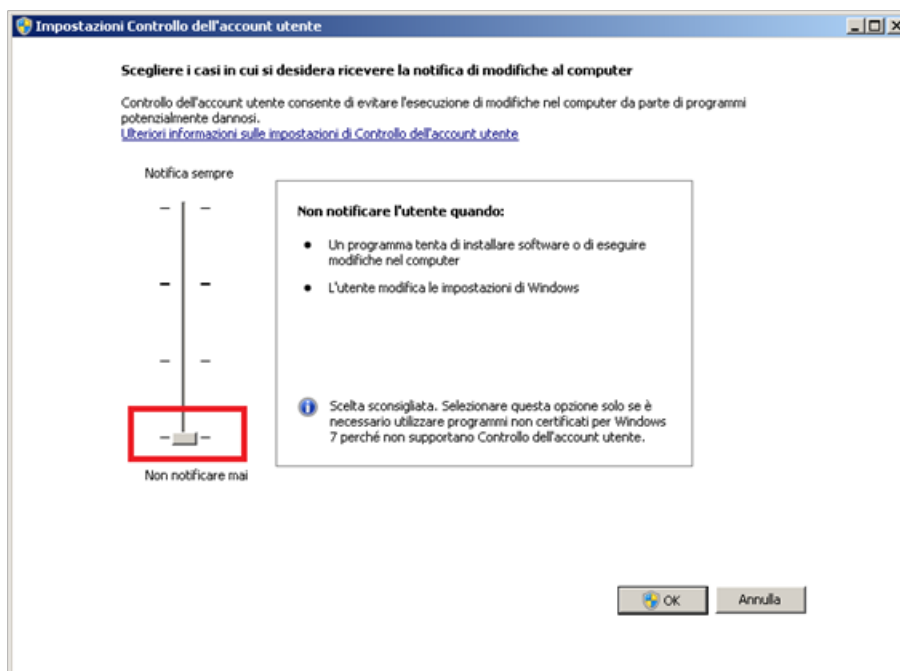 Impostazioni Controllo dell'account utente
Scegliere i casi in cui si desidera ricevere la notifica di modifiche al computer
Controllo dell'account utente consente di evitare l'esecuzione di modifiche nel computer da parte di programmi
potenzialmente dannosi.
Ulteriori informazioni sulle impostazioni di Controllo dell'account utente
Notifica sempre
Non notificare l'utente quando:
• Un programma tenta di installare software o di eseguire
modifiche nel computer
• L'utente modifica le impostazioni di Windows
Scelta sconsigliata. Selezionare questa opzione solo se è
necessario utilizzare programmi non certificati per Windows
7 perché non supportano Controllo dell'account utente.
Non notificare mai
OK
Annulla